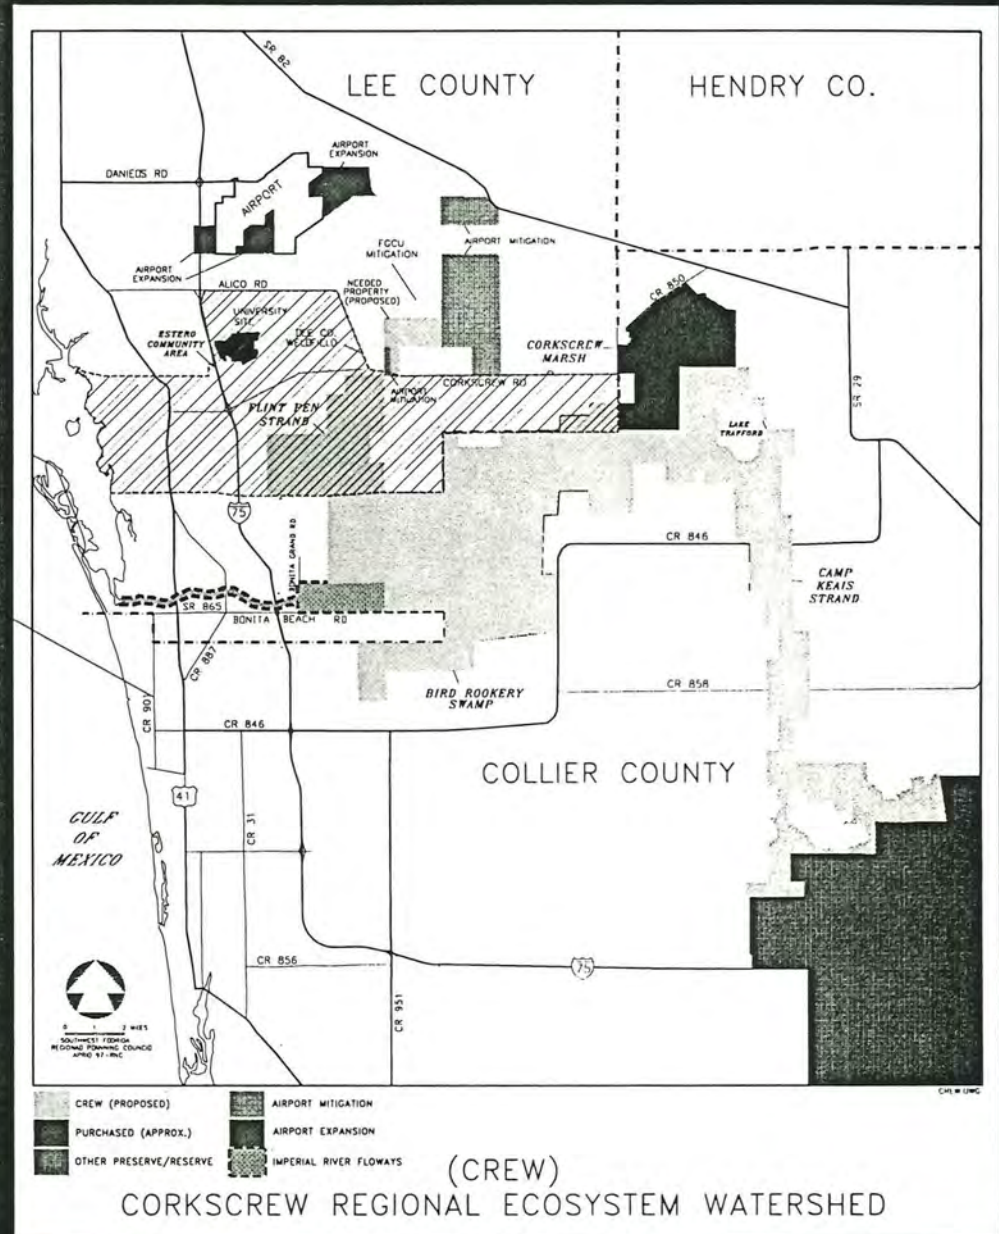 SR 82
LEE COUNTY
HENDRY CO.
AIRPORT
EXPANSION
DANIEDS RD
AIRPORT
AIRPORT MITIGATION
FGCU
MITIGATION
AIRPORT
EXPANSION
ALICO RD
NEEDED
PROPERTY
(PROPOSED)
CR 850
UNIVERSITY
SITE
ESTERO
COMMUNITY
AREA
LEE CO.
WELLFIELD
CORKSCREW
MARSH
CORKSCREW RD
AIRPORT
MITIGATION
SR 29
FLINT PEN
STRAND
LAKE
TRAFFORD
75
BONITA GRAND RD
CR 846
CAMP
KEAIS
STRAND
SR 865
BONITA BEACH RD
CR 887
CR 858
BIRD ROOKERY
SWAMP
CR 901
CR 846
COLLIER COUNTY
41
GULF
OF
MEXICO
CR 31
CR 856
75
CR 951
0 1 2 MILES
SOUTHWEST FLORIDA
REGIONAL PLANNING COUNCIL
CREW (PROPOSED)
AIRPORT MITIGATION
PURCHASED (APPROX.)
AIRPORT EXPANSION
OTHER PRESERVE/RESERVE
IMPERIAL RIVER FLOWAYS
(CREW)
CORKSCREW REGIONAL ECOSYSTEM WATERSHED